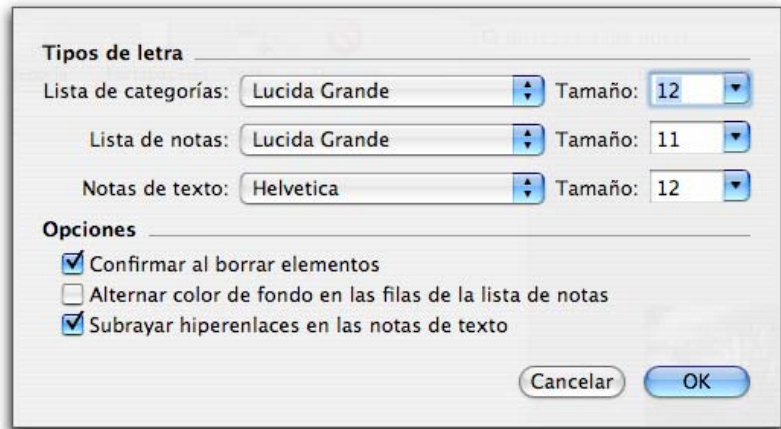 Tipos de letra
Lista de categorías: Lucida Grande Tamaño: 12
Lista de notas: Lucida Grande Tamaño: 11
Notas de texto: Helvetica Tamaño: 12
Opciones
Confirmar al borrar elementos
Alternar color de fondo en las filas de la lista de notas
Subrayar hiperenlaces en las notas de texto
Cancelar OK